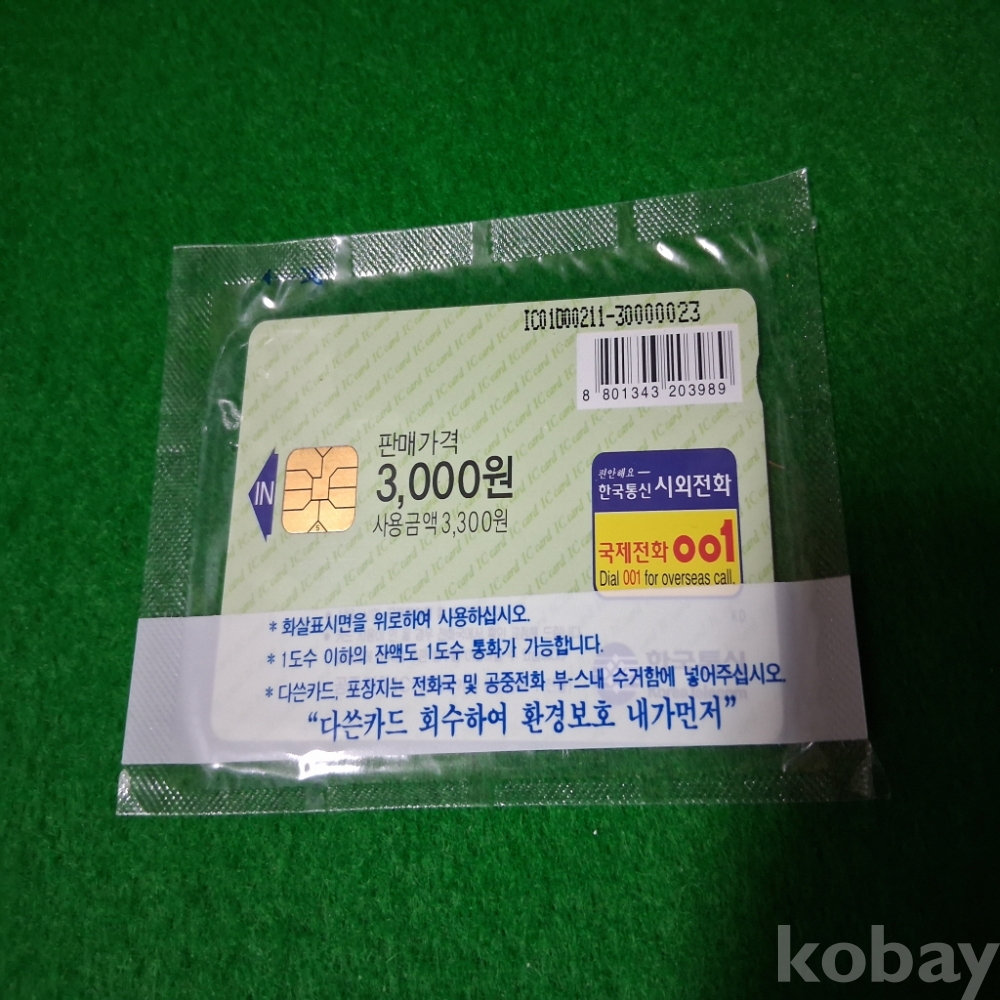 IC01D00211-30000023
8 801343 203989
판매가격
3,000원
사용금액 3,300원
IN
편안해요 —
한국통신 시외전화
국제전화 001
Dial 001 for overseas call.
* 화살표시면을 위로하여 사용하십시오.
* 1도수 이하의 잔액도 1도수 통화가 가능합니다.
한국통신
* 다쓴카드, 포장지는 전화국 및 공중전화 부-스내 수거함에 넣어주십시오.
"다쓴카드 회수하여 환경보호 내가먼저"
kobay